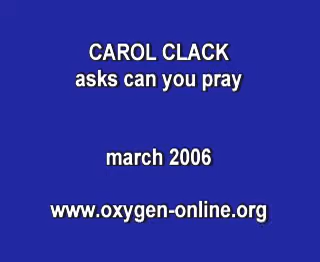 CAROL CLACK
asks can you pray
march 2006
www.oxygen-online.org